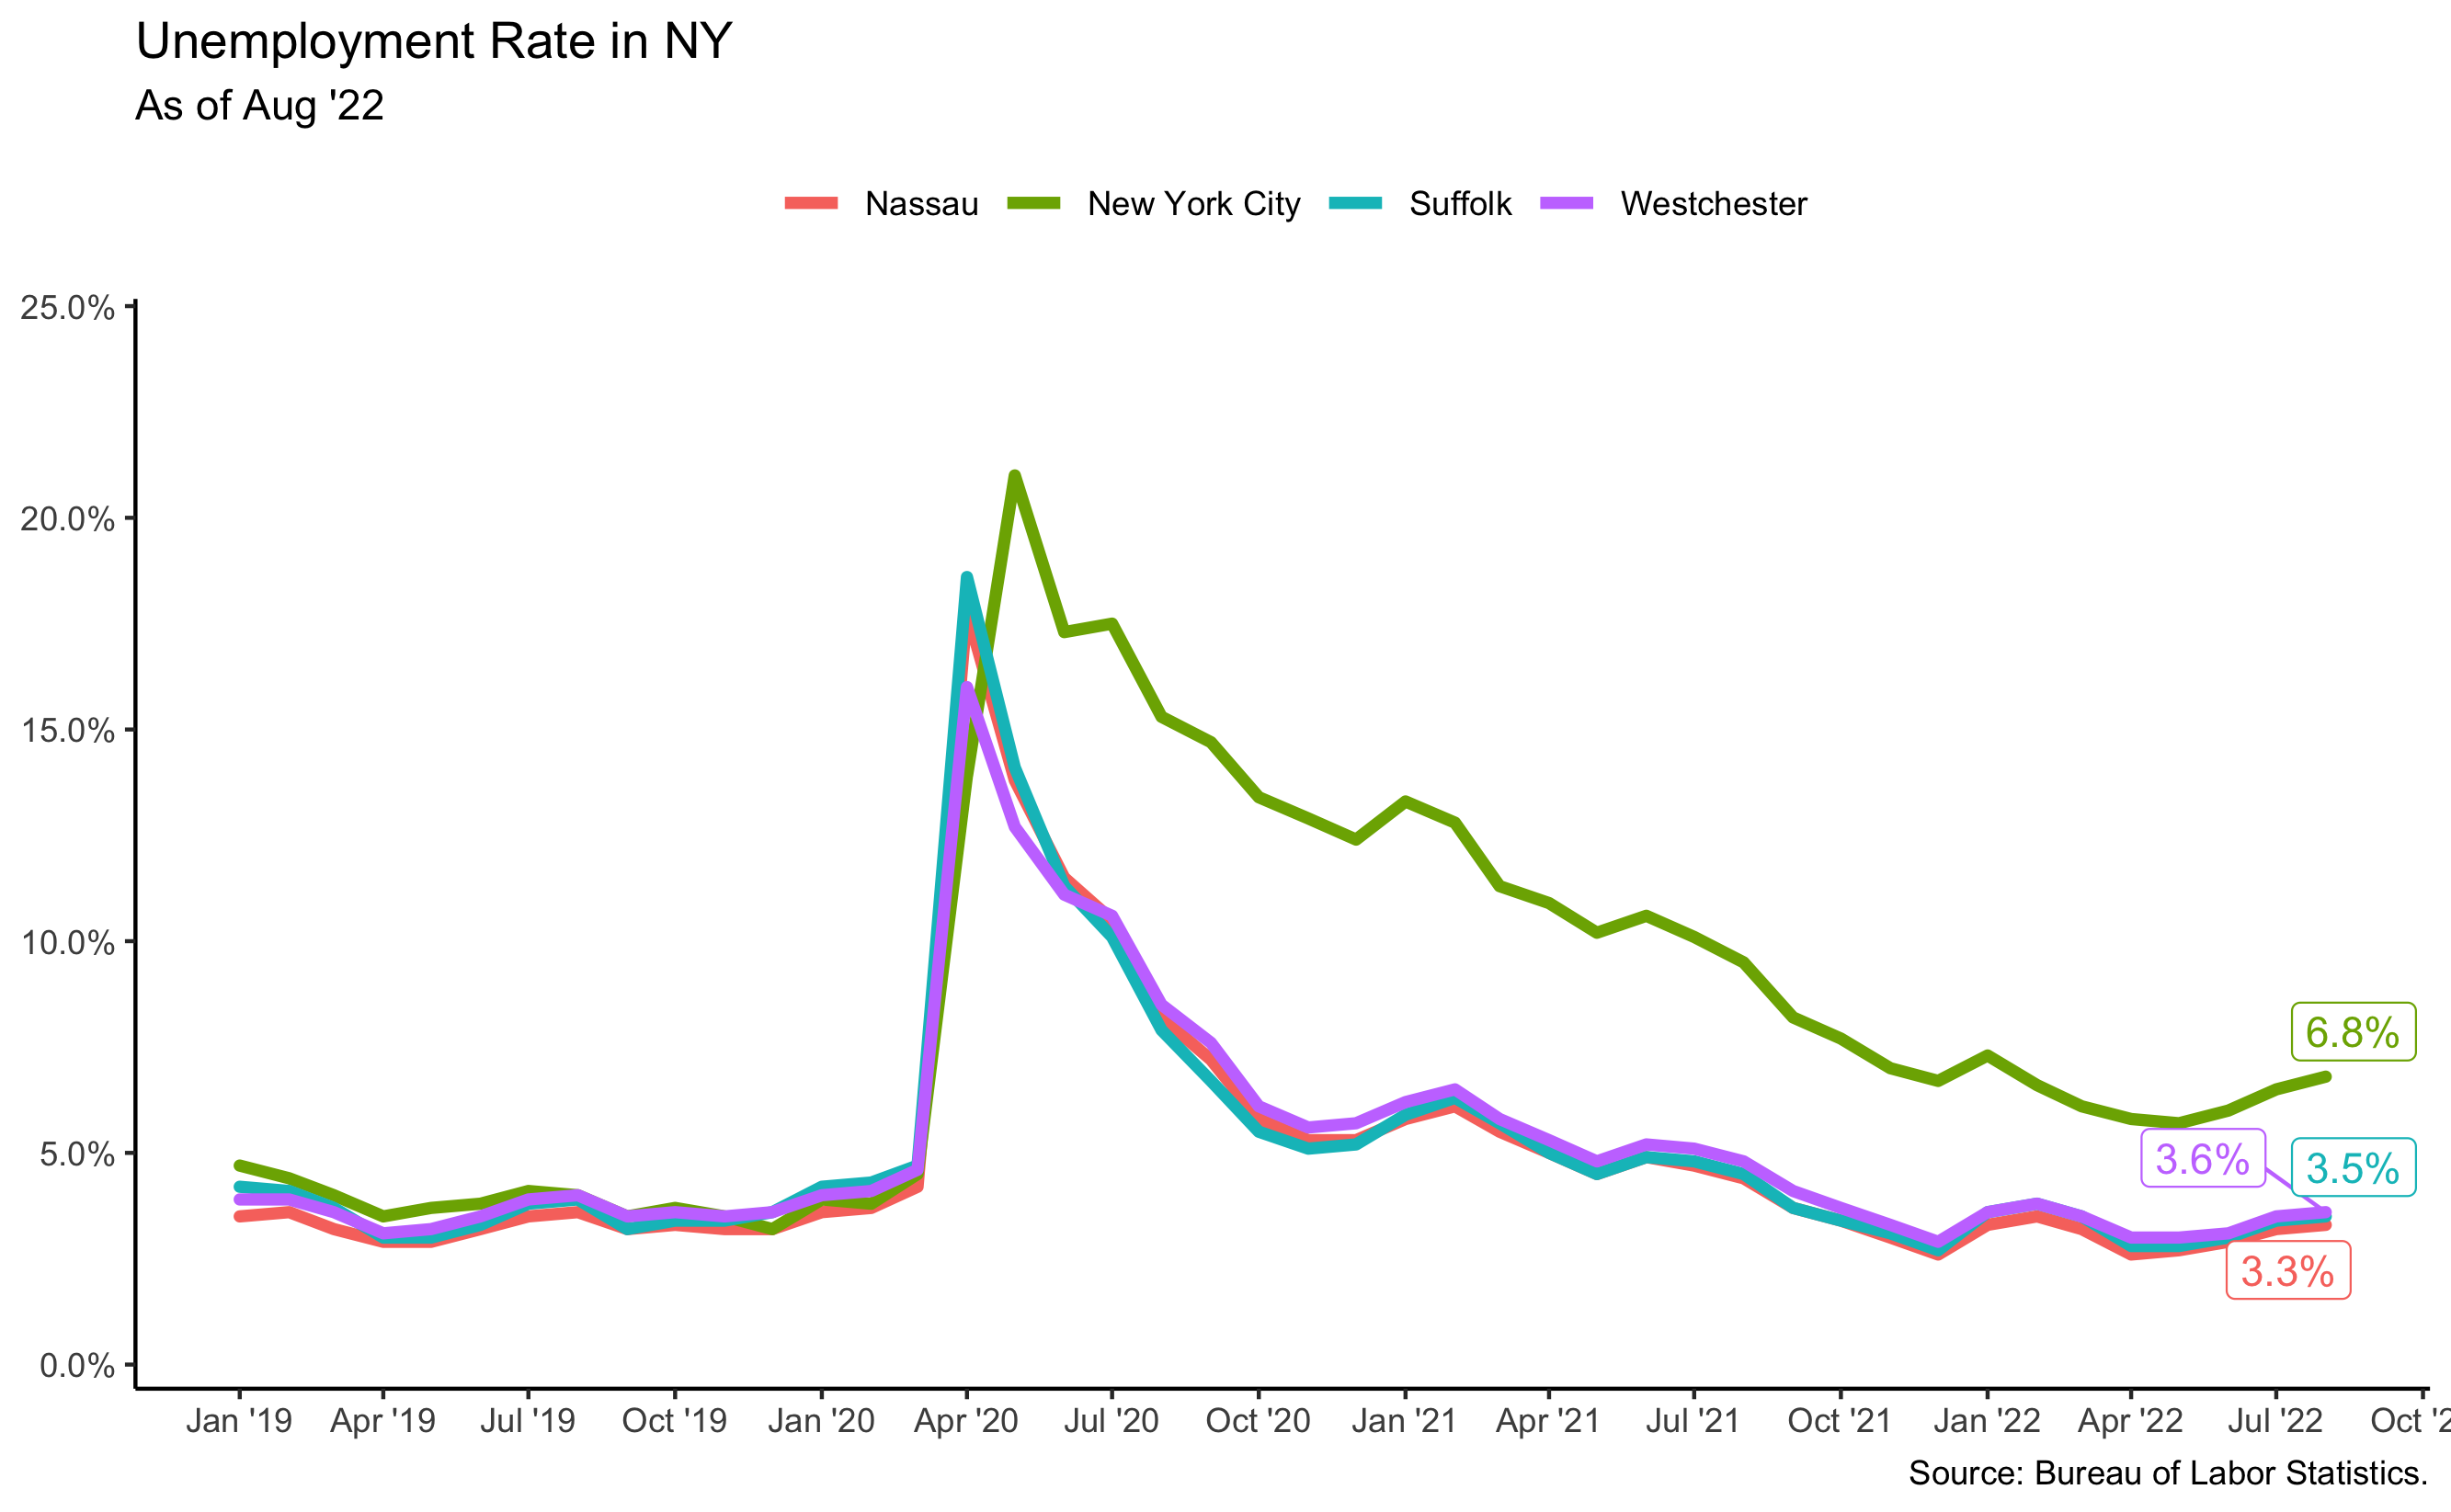 Unemployment Rate in NY
As of Aug '22
Nassau New York City Suffolk Westchester
25.0%
20.0%
15.0%
10.0%
5.0%
0.0%
6.8%
3.6%
3.5%
3.3%
Jan '19 Apr '19 Jul '19 Oct '19 Jan '20 Apr '20 Jul '20 Oct '20 Jan '21 Apr '21 Jul '21 Oct '21 Jan '22 Apr '22 Jul '22 Oct '2
Source: Bureau of Labor Statistics.